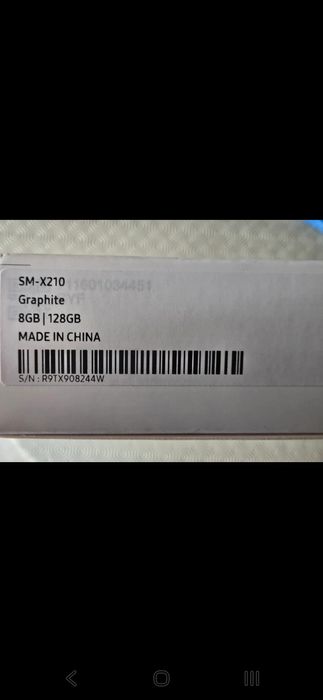 SM-X210
Graphite
8GB|128GB
MADE IN CHINA
S/N : R9TX908244W